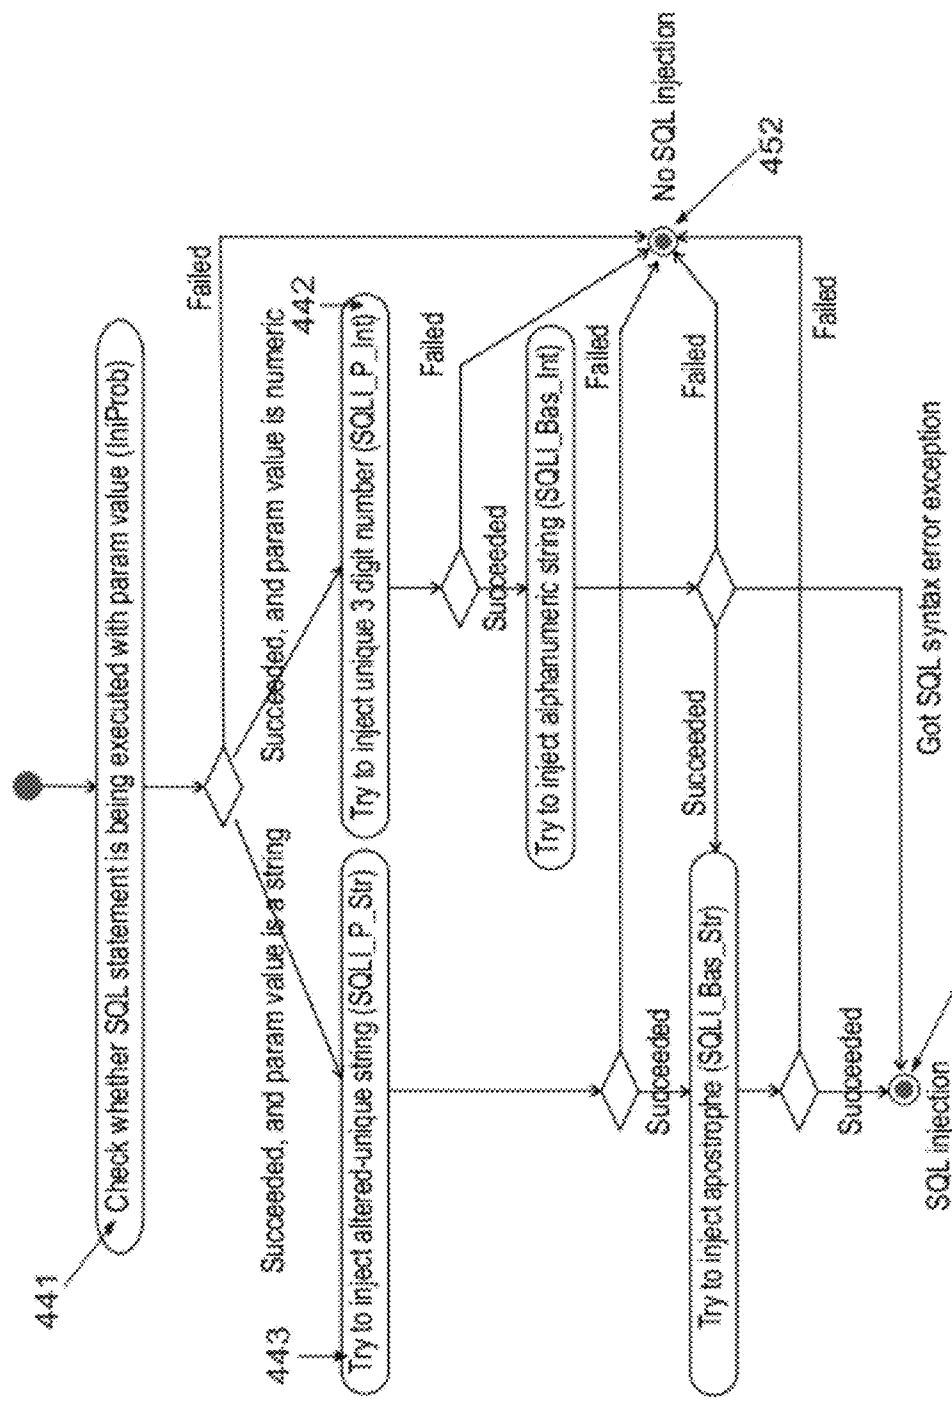 441
Check whether SQL statement is being executed with param value (IniProb)
Failed
Succeeded, and param value is a string
Succeeded, and param value is numeric
443
442
Try to inject altered-unique string (SQLI_P_Str)
Try to inject unique 3 digit number (SQLI_P_Int)
Failed
Succeeded
Try to inject alphanumeric string (SQLI_Bas_Int)
Failed
No SQL injection
452
Succeeded
Succeeded
Failed
Try to inject apostrophe (SQLI_Bas_Str)
Failed
Succeeded
Got SQL syntax error exception
SQL injection